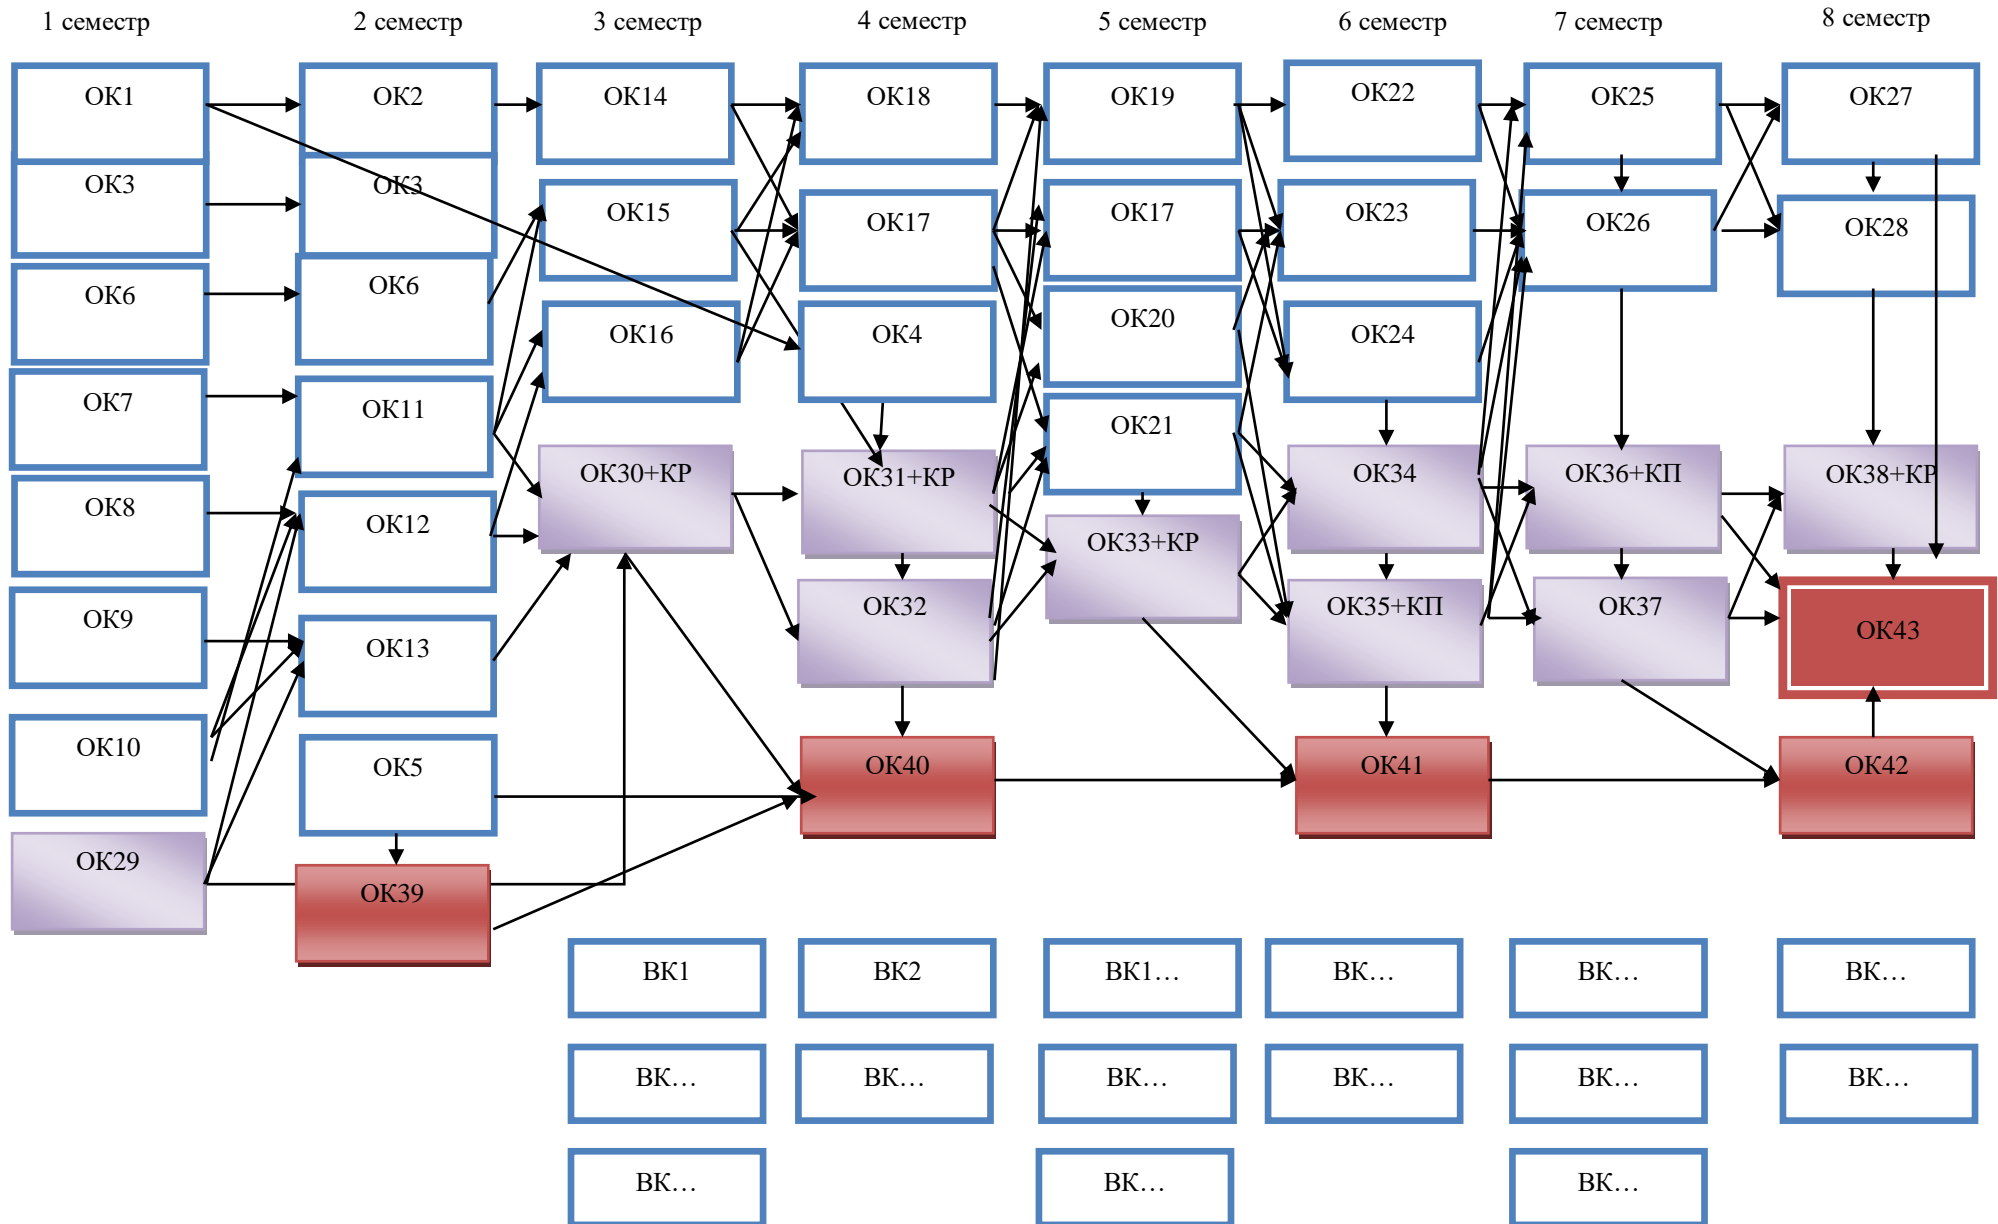 1 семестр
2 семестр
3 семестр
4 семестр
5 семестр
6 семестр
7 семестр
8 семестр
ОК1
ОК2
ОК14
ОК18
ОК19
ОК22
ОК25
ОК27
ОК3
ОК3
ОК15
ОК17
ОК17
ОК23
ОК26
ОК28
ОК6
ОК6
ОК16
ОК4
ОК20
ОК24
ОК7
ОК11
ОК21
ОК30+КР
ОК31+КР
ОК34
ОК36+КП
ОК38+КР
ОК8
ОК12
ОК33+КР
ОК9
ОК13
ОК32
ОК35+КП
ОК37
ОК43
ОК10
ОК5
ОК40
ОК41
ОК42
ОК29
ОК39
ВК1
ВК2
ВК1…
ВК…
ВК…
ВК…
ВК…
ВК…
ВК…
ВК…
ВК…
ВК…
ВК…
ВК…
ВК…